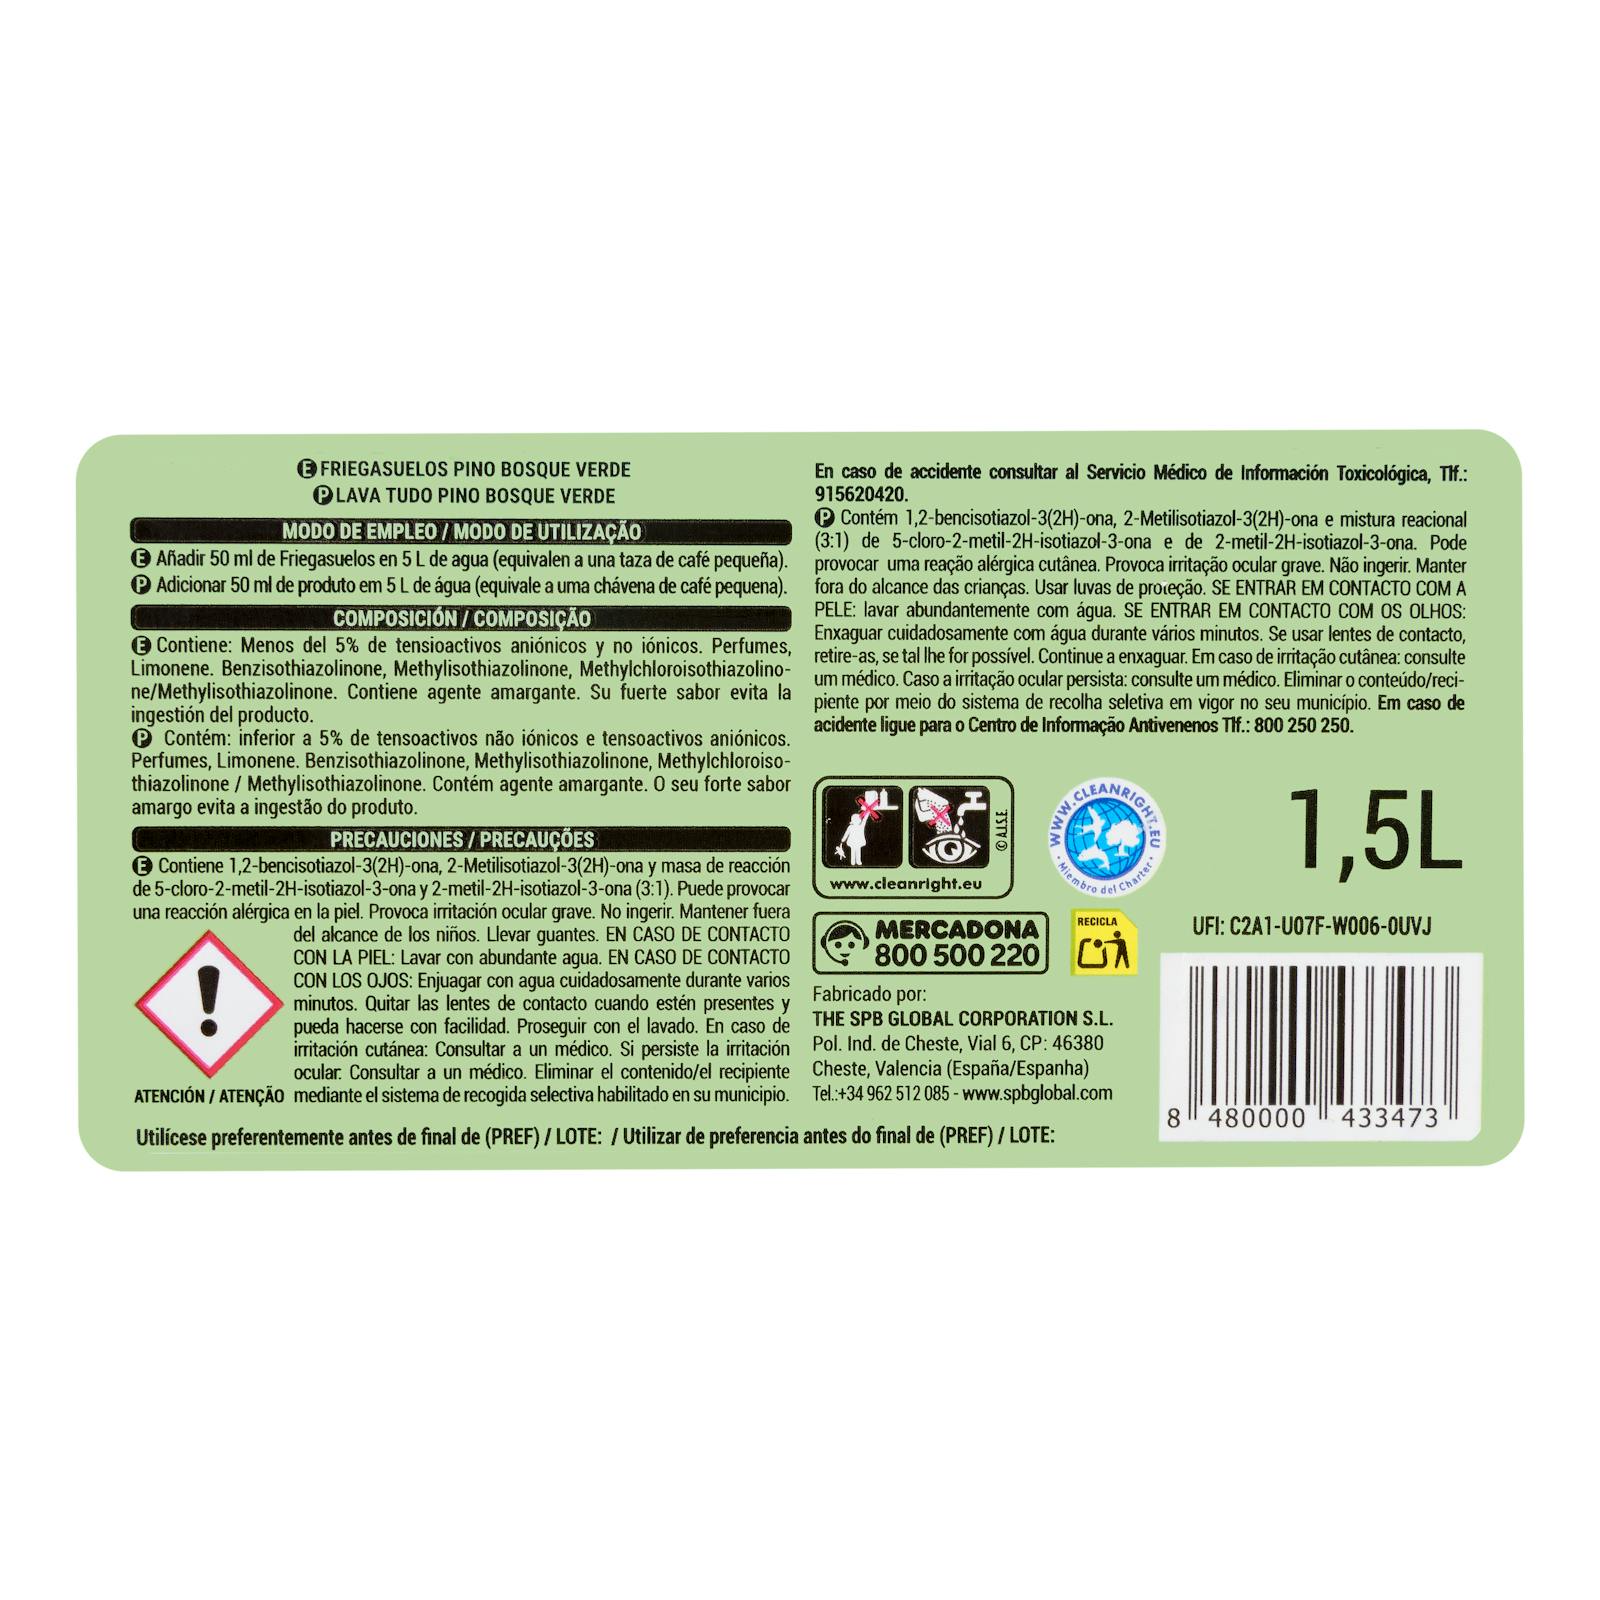 E FRIEGASUELOS PINO BOSQUE VERDE
P LAVA TUDO PINO BOSQUE VERDE
MODO DE EMPLEO / MODO DE UTILIZAÇÃO
E Añadir 50 ml de Friegasuelos en 5 L de agua (equivalen a una taza de café pequeña).
P Adicionar 50 ml de produto em 5 L de água (equivale a uma chávena de café pequena).
COMPOSICIÓN / COMPOSIÇÃO
E Contiene: Menos del 5% de tensioactivos aniónicos y no iónicos. Perfumes,
Limonene. Benzisothiazolinone, Methylisothiazolinone, Methylchloroisothiazolino-
ne/Methylisothiazolinone. Contiene agente amargante. Su fuerte sabor evita la
ingestión del producto.
P Contém: inferior a 5% de tensoactivos não iónicos e tensoactivos aniónicos.
Perfumes, Limonene. Benzisothiazolinone, Methylisothiazolinone, Methylchloroiso-
thiazolinone / Methylisothiazolinone. Contém agente amargante. O seu forte sabor
amargo evita a ingestão do produto.
PRECAUCIONES / PRECAUÇÕES
E Contiene 1,2-bencisotiazol-3(2H)-ona, 2-Metilisotiazol-3(2H)-ona y masa de reacción
de 5-cloro-2-metil-2H-isotiazol-3-ona y 2-metil-2H-isotiazol-3-ona (3:1). Puede provocar
una reacción alérgica en la piel. Provoca irritación ocular grave. No ingerir. Mantener fuera
del alcance de los niños. Llevar guantes. EN CASO DE CONTACTO
CON LA PIEL: Lavar con abundante agua. EN CASO DE CONTACTO
CON LOS OJOS: Enjuagar con agua cuidadosamente durante varios
minutos. Quitar las lentes de contacto cuando estén presentes y
pueda hacerse con facilidad. Proseguir con el lavado. En caso de
irritación cutánea: Consultar a un médico. Si persiste la irritación
ocular: Consultar a un médico. Eliminar el contenido/el recipiente
mediante el sistema de recogida selectiva habilitado en su municipio.
ATENCIÓN / ATENÇÃO
Utilícese preferentemente antes de final de (PREF) / LOTE: / Utilizar de preferencia antes do final de (PREF) / LOTE:
En caso de accidente consultar al Servicio Médico de Información Toxicológica, Tlf.:
915620420.
P Contém 1,2-bencisotiazol-3(2H)-ona, 2-Metilisotiazol-3(2H)-ona e mistura reacional
(3:1) de 5-cloro-2-metil-2H-isotiazol-3-ona e de 2-metil-2H-isotiazol-3-ona. Pode
provocar uma reação alérgica cutânea. Provoca irritação ocular grave. Não ingerir. Manter
fora do alcance das crianças. Usar luvas de proteção. SE ENTRAR EM CONTACTO COM A
PELE: lavar abundantemente com água. SE ENTRAR EM CONTACTO COM OS OLHOS:
Enxaguar cuidadosamente com água durante vários minutos. Se usar lentes de contacto,
retire-as, se tal lhe for possível. Continue a enxaguar. Em caso de irritação cutânea: consulte
um médico. Caso a irritação ocular persista: consulte um médico. Eliminar o conteúdo/reci-
piente por meio do sistema de recolha seletiva em vigor no seu município. Em caso de
acidente ligue para o Centro de Informação Antivenenos Tlf.: 800 250 250.
© A.I.S.E.
www.cleanright.eu
WWW.CLEANRIGHT.EU
• Miembro del Charter •
1,5L
MERCADONA
800 500 220
RECICLA
UFI: C2A1-U07F-W006-0UVJ
Fabricado por:
THE SPB GLOBAL CORPORATION S.L.
Pol. Ind. de Cheste, Vial 6, CP: 46380
Cheste, Valencia (España/Espanha)
Tel.:+34 962 512 085 - www.spbglobal.com
8 480000 433473